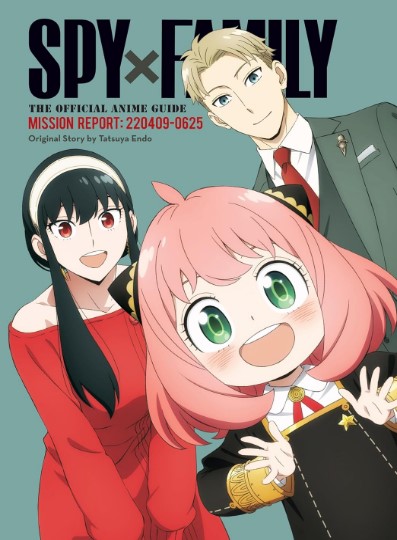 SPY×FAMILY
THE OFFICIAL ANIME GUIDE
MISSION REPORT: 220409-0625
Original Story by Tatsuya Endo